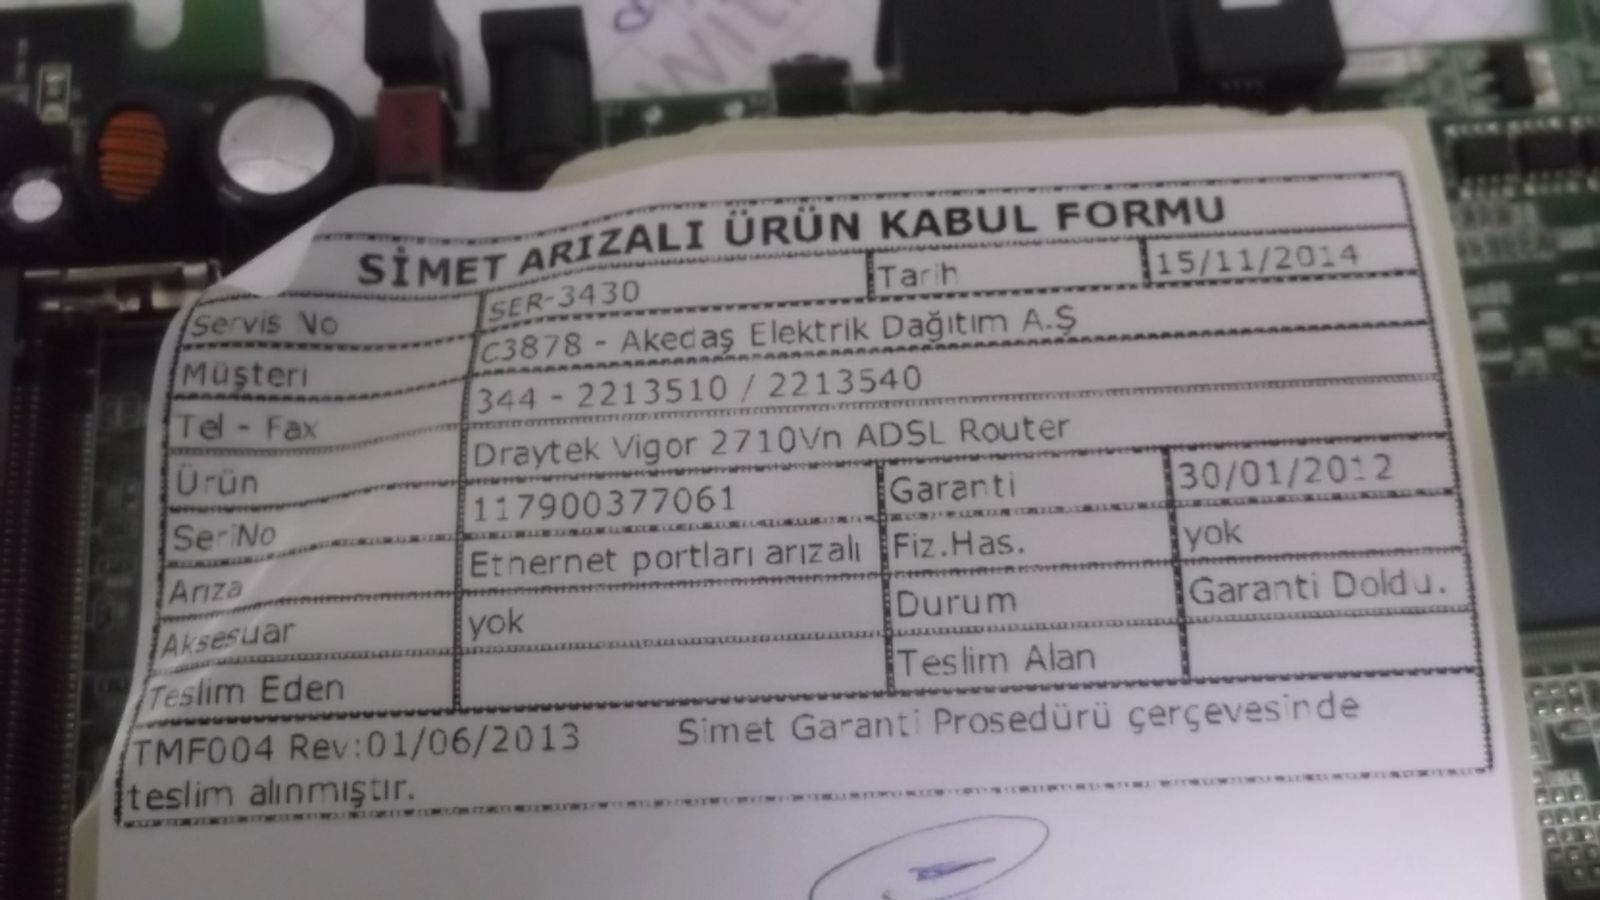 SİMET ARIZALI ÜRÜN KABUL FORMU
Servis No SER-3430 Tarih 15/11/2014
Müşteri C3878 - Akedaş Elektrik Dağıtım A.Ş
Tel - Fax 344 - 2213510 / 2213540
Ürün Draytek Vigor 2710Vn ADSL Router
SeriNo 117900377061 Garanti 30/01/2012
Arıza Ethernet portları arızalı Fiz.Has. yok
Aksesuar yok Durum Garanti Doldu.
Teslim Eden Teslim Alan
TMF004 Rev:01/06/2013 Simet Garanti Prosedürü çerçevesinde
teslim alınmıştır.